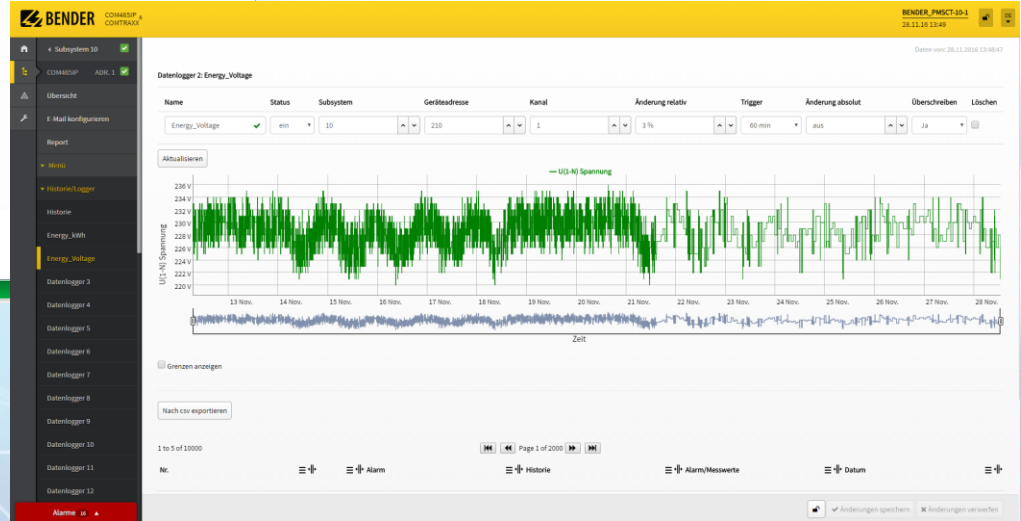 BENDER COM465IP COMTRAXX
BENDER_PMSCT-10-1
28.11.16 13:49
DE
Subsystem 10
COM465IP ADR. 1
Übersicht
E-Mail konfigurieren
Report
Menü
Historie/Logger
Historie
Energy_kWh
Energy_Voltage
Datenlogger 3
Datenlogger 4
Datenlogger 5
Datenlogger 6
Datenlogger 7
Datenlogger 8
Datenlogger 9
Datenlogger 10
Datenlogger 11
Datenlogger 12
Alarme 16
Daten von: 28.11.2016 13:48:47
Datenlogger 2: Energy_Voltage
Name Status Subsystem Geräteadresse Kanal Änderung relativ Trigger Änderung absolut Überschreiben Löschen
Energy_Voltage ein 10 210 1 3 % 60 min aus Ja
Aktualisieren
U(1-N) Spannung
U(1-N) Spannung
236 V
234 V
232 V
230 V
228 V
226 V
224 V
222 V
220 V
13 Nov. 14 Nov. 15 Nov. 16 Nov. 17 Nov. 18 Nov. 19 Nov. 20 Nov. 21 Nov. 22 Nov. 23 Nov. 24 Nov. 25 Nov. 26 Nov. 27 Nov. 28 Nov.
Zeit
Grenzen anzeigen
Nach csv exportieren
1 to 5 of 10000
Page 1 of 2000
Nr. Alarm Historie Alarm/Messwerte Datum
Änderungen speichern
Änderungen verwerfen